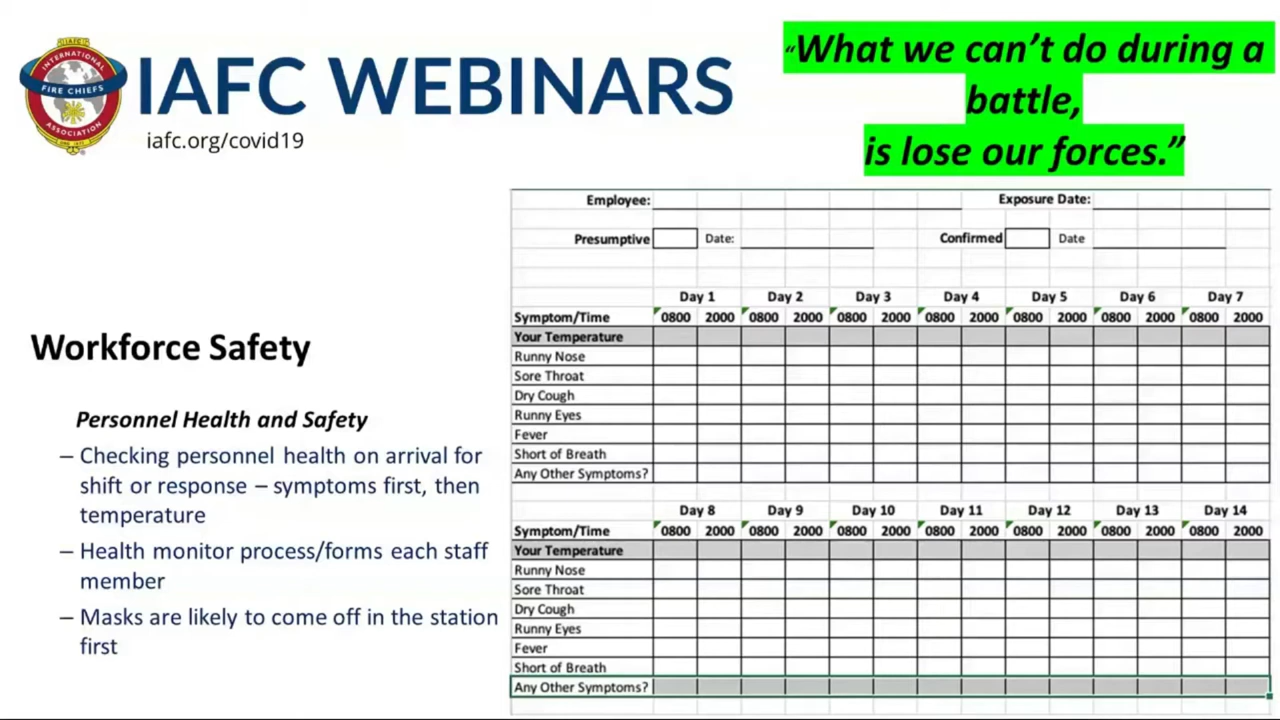 INTERNATIONAL
FIRE CHIEFS
ASSOCIATION
IAFC WEBINARS
iafc.org/covid19
“What we can’t do during a
battle,
is lose our forces.”
Workforce Safety
Personnel Health and Safety
– Checking personnel health on arrival for
shift or response – symptoms first, then
temperature
– Health monitor process/forms each staff
member
– Masks are likely to come off in the station
first
Employee: Exposure Date:
Presumptive Date: Confirmed Date
Day 1 Day 2 Day 3 Day 4 Day 5 Day 6 Day 7
Symptom/Time 0800 2000 0800 2000 0800 2000 0800 2000 0800 2000 0800 2000 0800 2000
Your Temperature
Runny Nose
Sore Throat
Dry Cough
Runny Eyes
Fever
Short of Breath
Any Other Symptoms?
Day 8 Day 9 Day 10 Day 11 Day 12 Day 13 Day 14
Symptom/Time 0800 2000 0800 2000 0800 2000 0800 2000 0800 2000 0800 2000 0800 2000
Your Temperature
Runny Nose
Sore Throat
Dry Cough
Runny Eyes
Fever
Short of Breath
Any Other Symptoms?